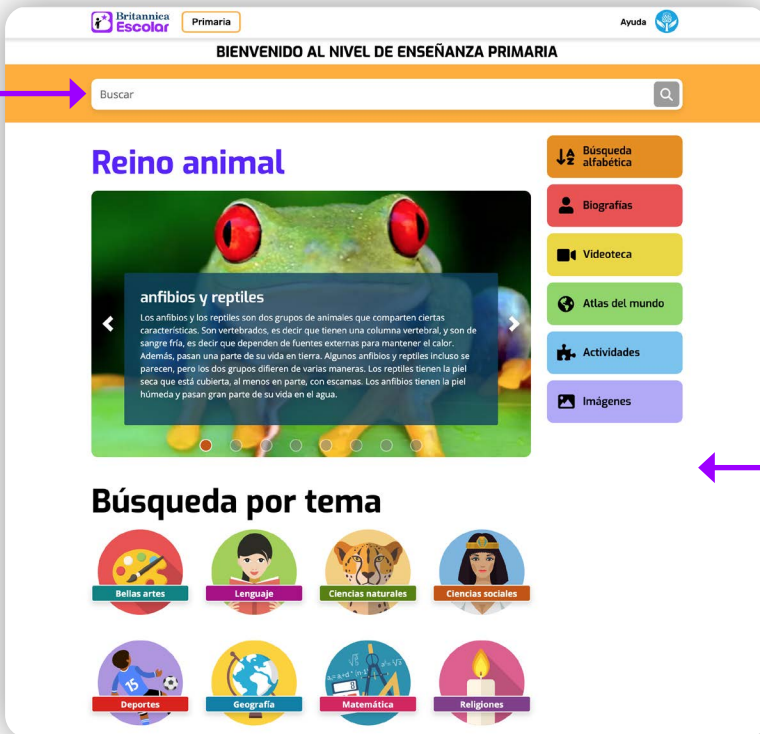 Britannica
Escolar
Primaria
Ayuda
BIENVENIDO AL NIVEL DE ENSEÑANZA PRIMARIA
Buscar
Reino animal
anfibios y reptiles
Los anfibios y los reptiles son dos grupos de animales que comparten ciertas
características. Son vertebrados, es decir que tienen una columna vertebral, y son de
sangre fría, es decir que dependen de fuentes externas para mantener el calor.
Además, pasan una parte de su vida en tierra. Algunos anfibios y reptiles incluso se
parecen, pero los dos grupos difieren de varias maneras. Los reptiles tienen la piel
seca que está cubierta, al menos en parte, con escamas. Los anfibios tienen la piel
húmeda y pasan gran parte de su vida en el agua.
Búsqueda
alfabética
Biografías
Videoteca
Atlas del mundo
Actividades
Imágenes
Búsqueda por tema
Bellas artes
Lenguaje
Ciencias naturales
Ciencias sociales
15
Deportes
Geografía
Matemática
Religiones